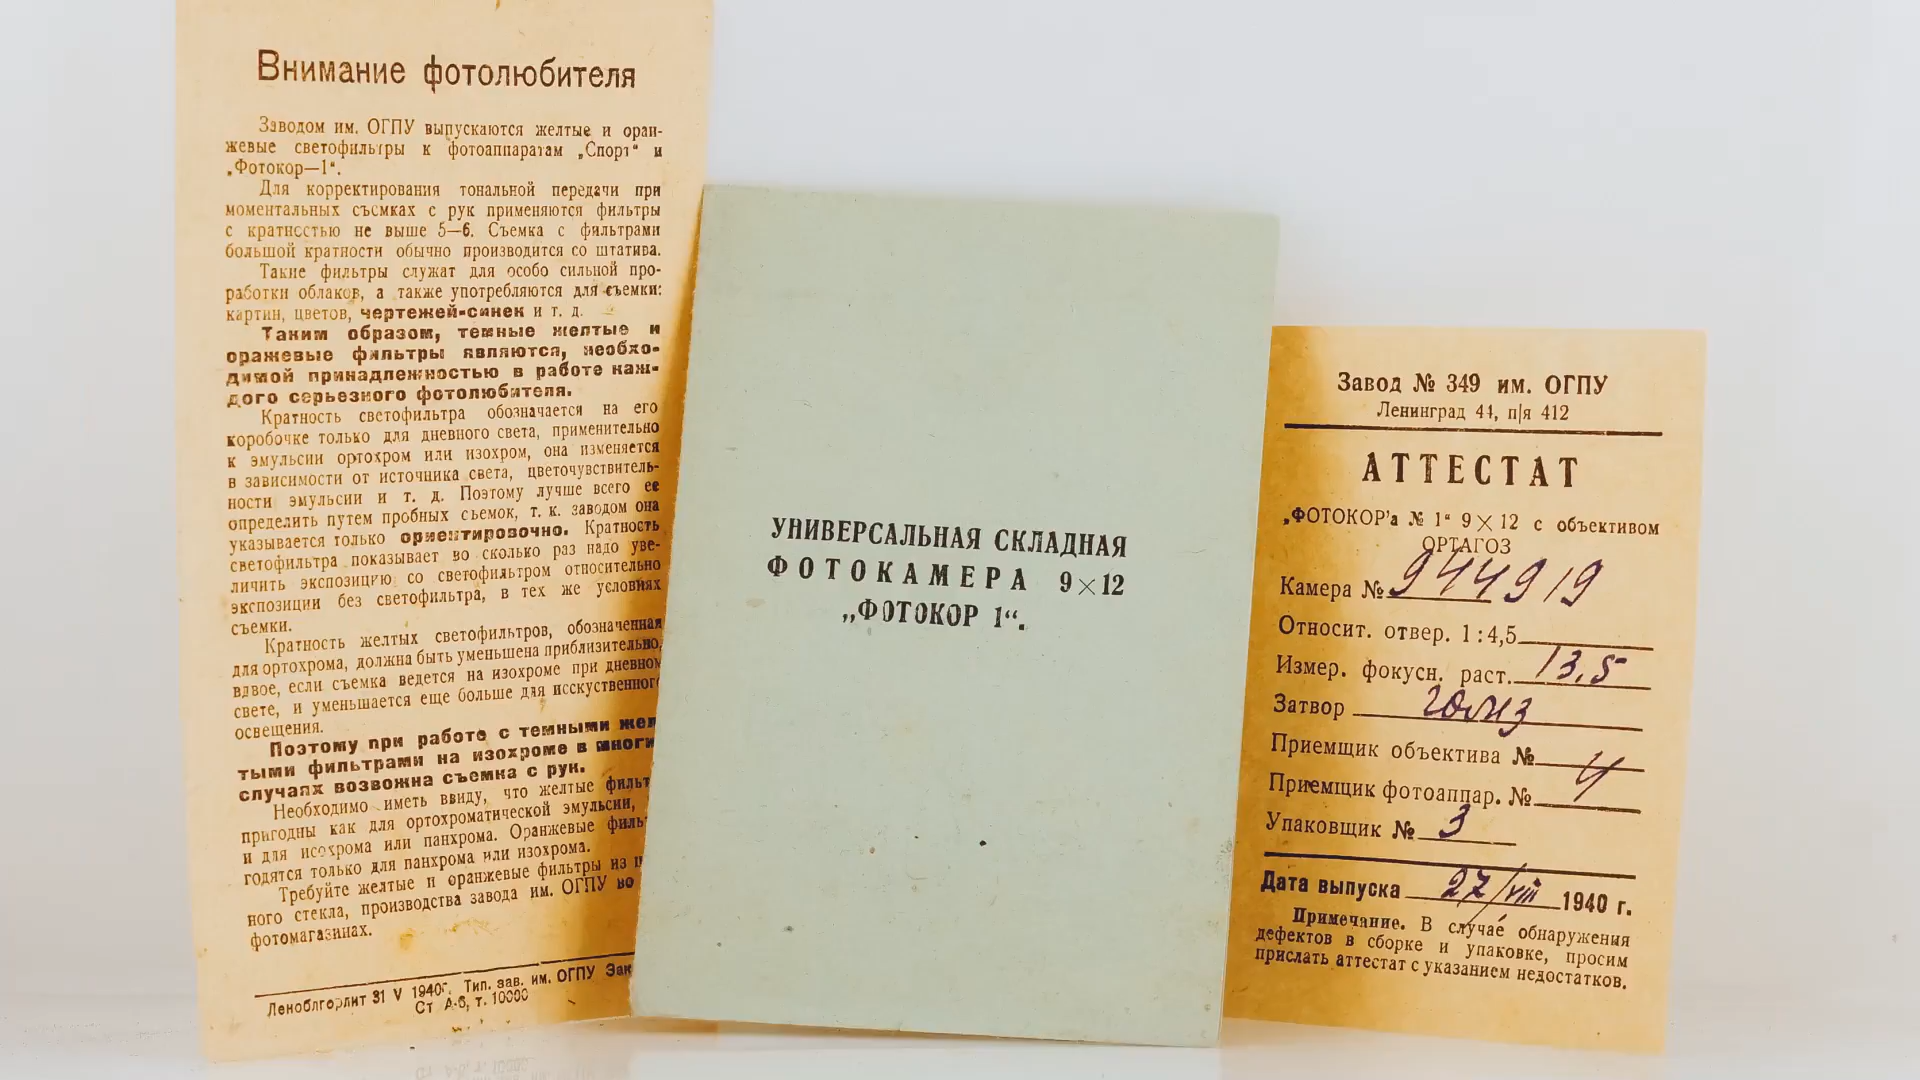 Внимание фотолюбителя
Заводом им. ОГПУ выпускаются желтые и оран-
жевые светофильтры к фотоаппаратам „Спорт“ и
„Фотокор—1“.
Для корректирования тональной передачи при
моментальных съемках с рук применяются фильтры
с кратностью не выше 5—6. Съемка с фильтрами
большой кратности обычно производится со штатива.
Такие фильтры служат для особо сильной про-
работки облаков, а также употребляются для съемки:
картин, цветов, чертежей-синек и т. д.
Таким образом, темные желтые и
оранжевые фильтры являются, необхо-
димой принадлежностью в работе каж-
дого серьезного фотолюбителя.
Кратность светофильтра обозначается на его
коробочке только для дневного света, применительно
к эмульсии ортохром или изохром, она изменяется
в зависимости от источника света, цветочувствитель-
ности эмульсии и т. д. Поэтому лучше всего ее
определить путем пробных съемок, т. к. заводом она
указывается только ориентировочно. Кратность
светофильтра показывает во сколько раз надо уве-
личить экспозицию со светофильтром относительно
экспозиции без светофильтра, в тех же условиях
съемки.
Кратность желтых светофильтров, обозначенная
для ортохрома, должна быть уменьшена приблизительно,
вдвое, если съемка ведется на изохроме при дневном
свете, и уменьшается еще больше для исскуственного
освещения.
Поэтому при работе с темными жел
тыми фильтрами на изохроме в многи
случаях возвожна съемка с рук.
Необходимо иметь ввиду, что желтые фильт
пригодны как для ортохроматической эмульсии,
и для исохрома или панхрома. Оранжевые филь
годятся только для панхрома или изохрома.
Требуйте желтые и оранжевые фильтры из ц
ного стекла, производства завода им. ОГПУ во
фотомагазинах.
Леноблгорлит 31 V 1940г. Тип. зав. им. ОГПУ Зак
Ст А-6, т. 10000
УНИВЕРСАЛЬНАЯ СКЛАДНАЯ
ФОТОКАМЕРА 9×12
„ФОТОКОР 1“.
Завод № 349 им. ОГПУ
Ленинград 44, п|я 412
АТТЕСТАТ
„ФОТОКОР’а № 1“ 9×12 с объективом
ОРТАГОЗ
Камера № 944919
Относит. отвер. 1:4,5
Измер. фокусн. раст. 13,5
Затвор гомз
Приемщик объектива №
Приемщик фотоаппар. № 4
Упаковщик № 3
Дата выпуска 27/VIII 1940 г.
Примечание. В случае обнаружения
дефектов в сборке и упаковке, просим
прислать аттестат с указанием недостатков.